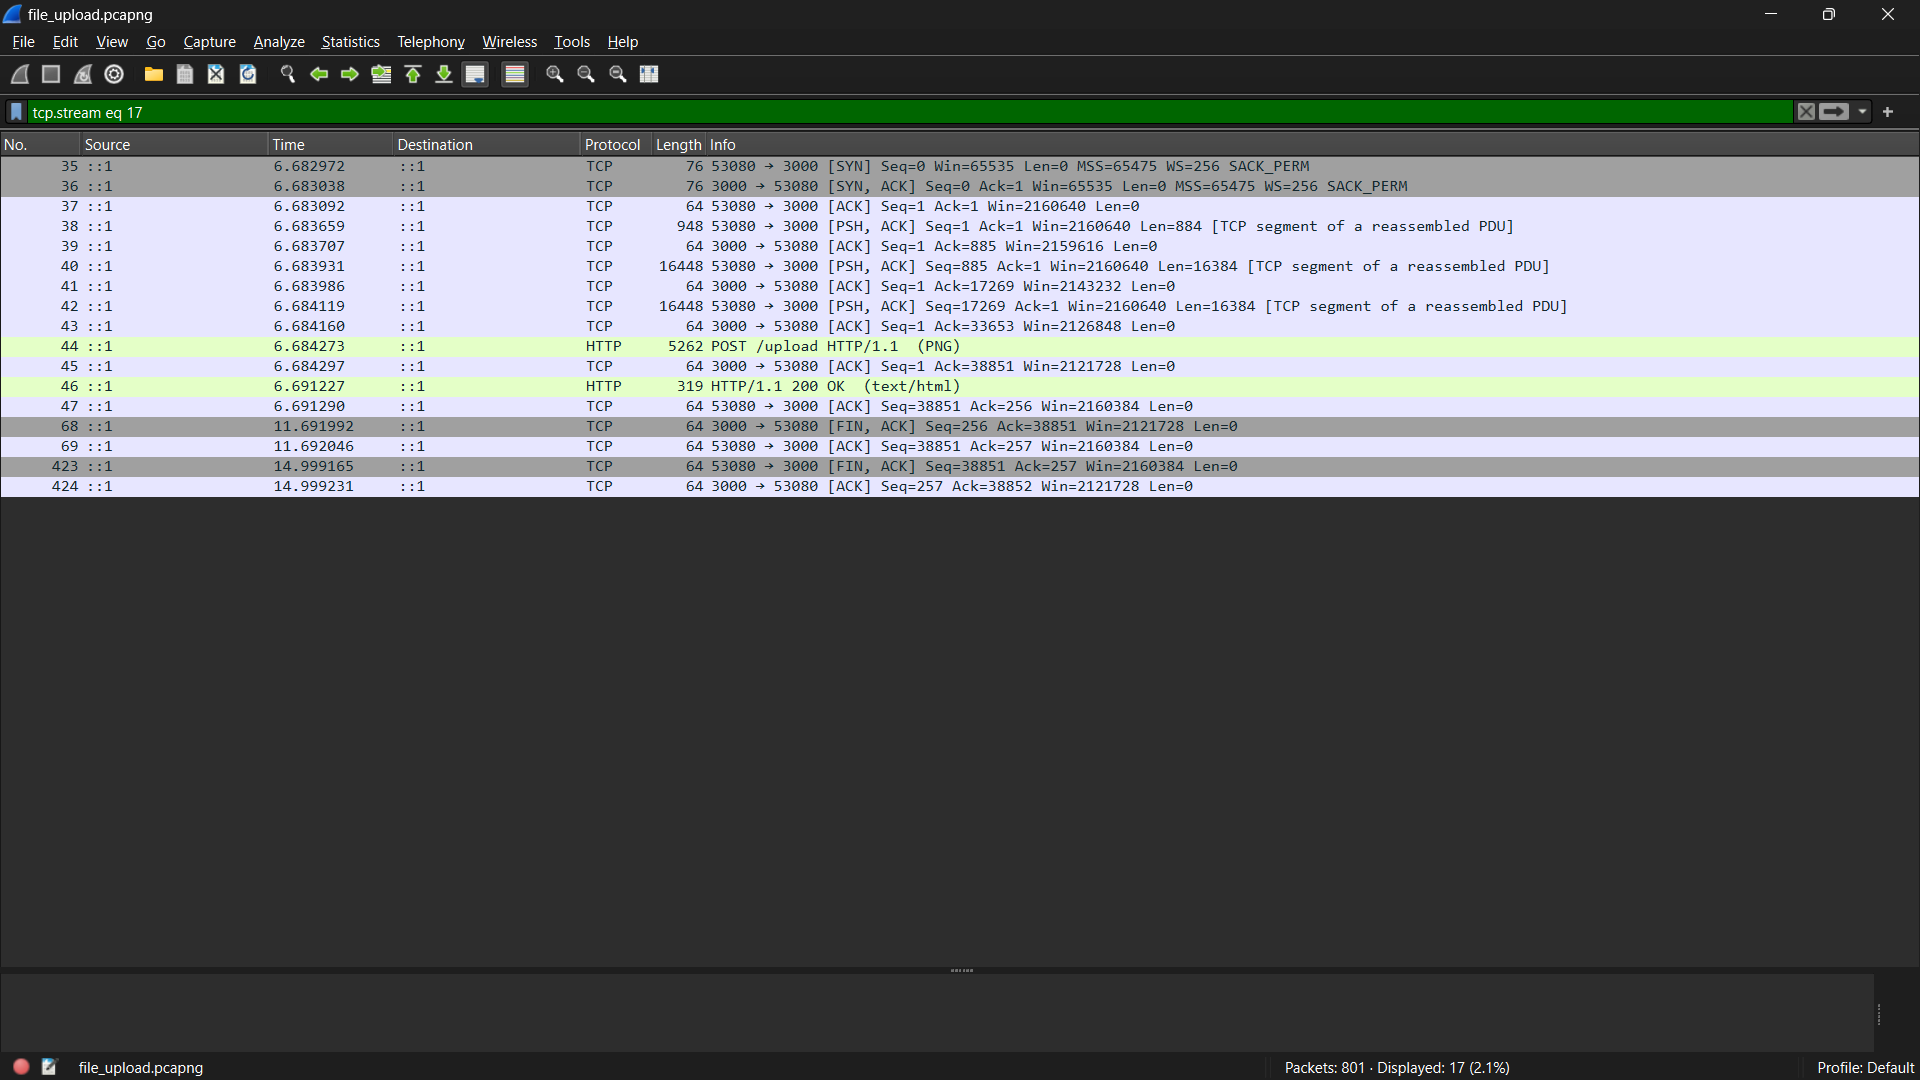 file_upload.pcapng
File Edit View Go Capture Analyze Statistics Telephony Wireless Tools Help
tcp.stream eq 17
No. Source Time Destination Protocol Length Info
35 ::1 6.682972 ::1 TCP 76 53080 → 3000 [SYN] Seq=0 Win=65535 Len=0 MSS=65475 WS=256 SACK_PERM
36 ::1 6.683038 ::1 TCP 76 3000 → 53080 [SYN, ACK] Seq=0 Ack=1 Win=65535 Len=0 MSS=65475 WS=256 SACK_PERM
37 ::1 6.683092 ::1 TCP 64 53080 → 3000 [ACK] Seq=1 Ack=1 Win=2160640 Len=0
38 ::1 6.683659 ::1 TCP 948 53080 → 3000 [PSH, ACK] Seq=1 Ack=1 Win=2160640 Len=884 [TCP segment of a reassembled PDU]
39 ::1 6.683707 ::1 TCP 64 3000 → 53080 [ACK] Seq=1 Ack=885 Win=2159616 Len=0
40 ::1 6.683931 ::1 TCP 16448 53080 → 3000 [PSH, ACK] Seq=885 Ack=1 Win=2160640 Len=16384 [TCP segment of a reassembled PDU]
41 ::1 6.683986 ::1 TCP 64 3000 → 53080 [ACK] Seq=1 Ack=17269 Win=2143232 Len=0
42 ::1 6.684119 ::1 TCP 16448 53080 → 3000 [PSH, ACK] Seq=17269 Ack=1 Win=2160640 Len=16384 [TCP segment of a reassembled PDU]
43 ::1 6.684160 ::1 TCP 64 3000 → 53080 [ACK] Seq=1 Ack=33653 Win=2126848 Len=0
44 ::1 6.684273 ::1 HTTP 5262 POST /upload HTTP/1.1 (PNG)
45 ::1 6.684297 ::1 TCP 64 3000 → 53080 [ACK] Seq=1 Ack=38851 Win=2121728 Len=0
46 ::1 6.691227 ::1 HTTP 319 HTTP/1.1 200 OK (text/html)
47 ::1 6.691290 ::1 TCP 64 53080 → 3000 [ACK] Seq=38851 Ack=256 Win=2160384 Len=0
68 ::1 11.691992 ::1 TCP 64 3000 → 53080 [FIN, ACK] Seq=256 Ack=38851 Win=2121728 Len=0
69 ::1 11.692046 ::1 TCP 64 53080 → 3000 [ACK] Seq=38851 Ack=257 Win=2160384 Len=0
423 ::1 14.999165 ::1 TCP 64 53080 → 3000 [FIN, ACK] Seq=38851 Ack=257 Win=2160384 Len=0
424 ::1 14.999231 ::1 TCP 64 3000 → 53080 [ACK] Seq=257 Ack=38852 Win=2121728 Len=0
file_upload.pcapng Packets: 801 · Displayed: 17 (2.1%) Profile: Default